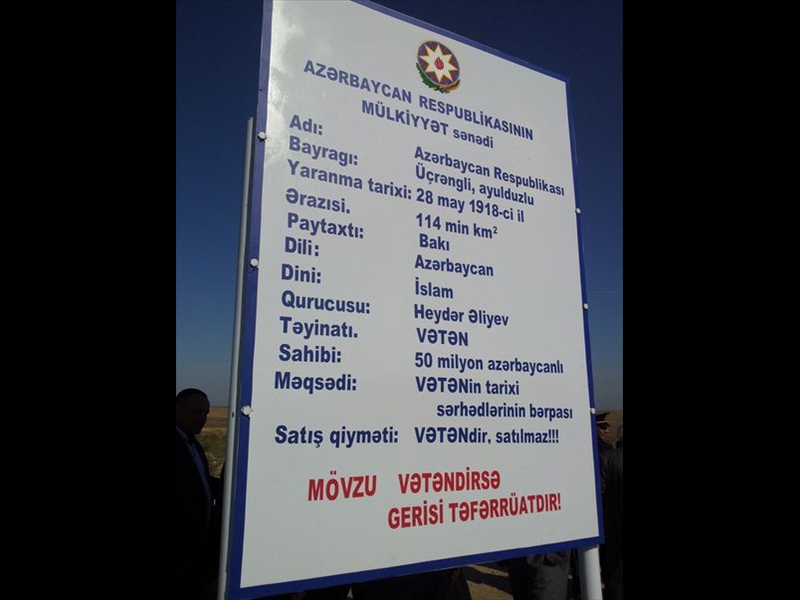 AZƏRBAYCAN RESPUBLİKASININ
MÜLKİYYƏT sənədi
Adı: Azərbaycan Respublikası
Bayragı: Üçrəngli, ayulduzlu
Yaranma tarixi: 28 may 1918-ci il
Ərazısi. 114 min km²
Paytaxtı: Bakı
Dili: Azərbaycan
Dini: İslam
Qurucusu: Heydər Əliyev
Təyinatı. VƏTƏN
Sahibi: 50 milyon azərbaycanlı
Məqsədi: VƏTƏNin tarixi
sərhədlərinin bərpası
Satış qiyməti: VƏTƏNdir, satılmaz!!!
MÖVZU VƏTƏNDİRSƏ
GERİSİ TƏFƏRRÜATDIR!